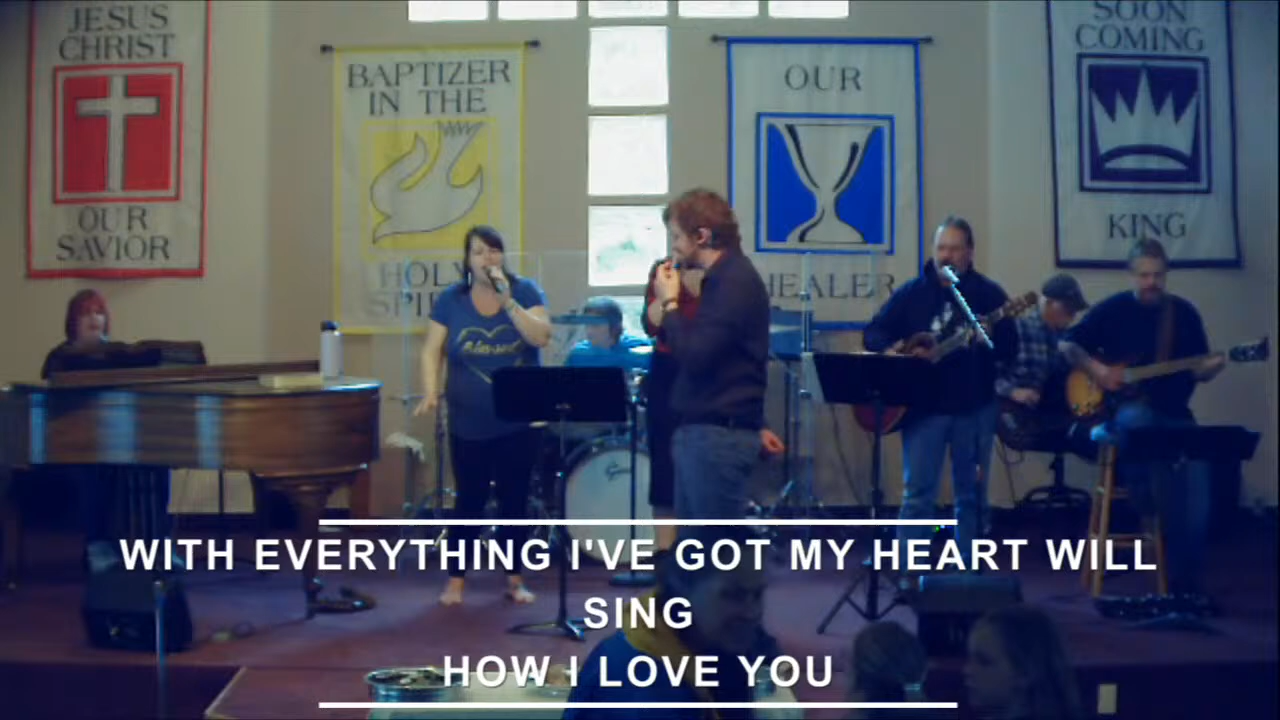 JESUS
CHRIST
OUR
SAVIOR
BAPTIZER
IN THE
HOLY
OUR
HEALER
SOON
COMING
KING
WITH EVERYTHING I'VE GOT MY HEART WILL
SING
HOW I LOVE YOU